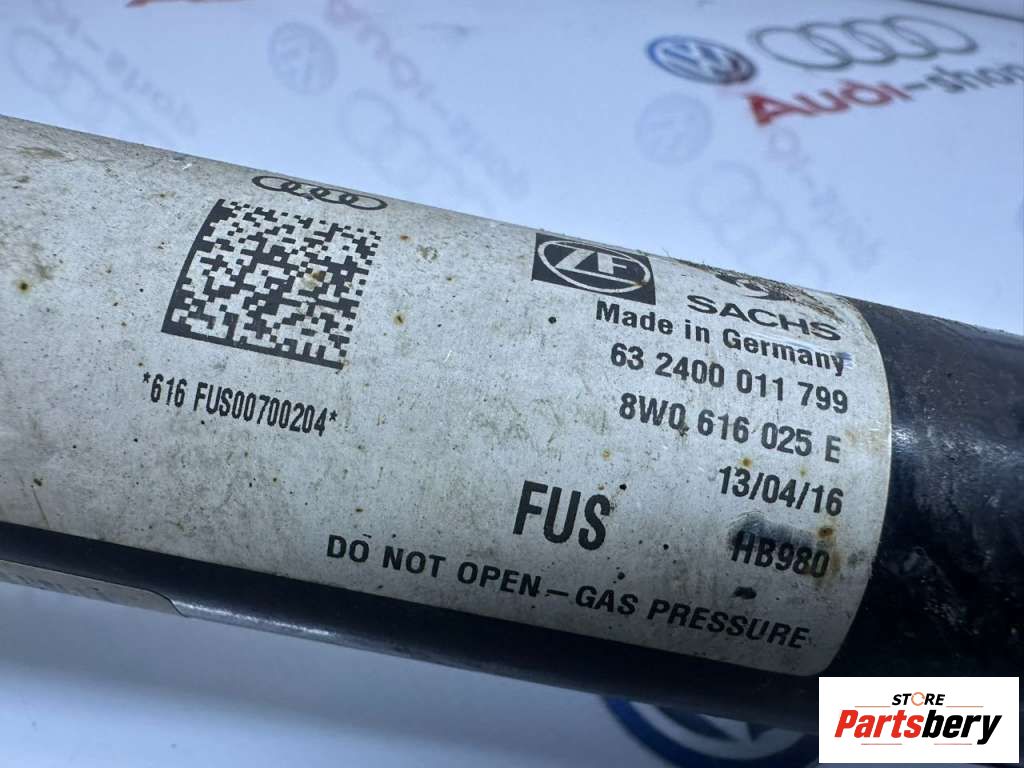 Audi-shop
ZF
SACHS
Made in Germany
63 2400 011 799
8W0 616 025 E
13/04/16
HB980
*616 FUS00700204*
FUS
DO NOT OPEN – GAS PRESSURE
STORE
Partsbery